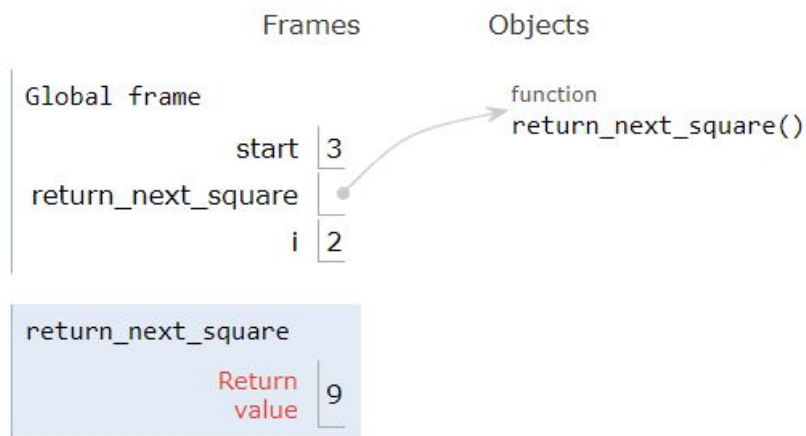 Frames Objects
Global frame
function
return_next_square()
start 3
return_next_square
i 2
return_next_square
Return
value 9